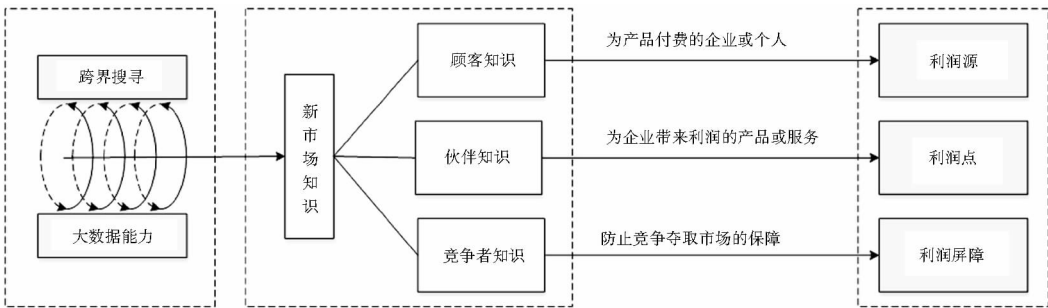 跨界搜寻
大数据能力
新市场知识
顾客知识
伙伴知识
竞争者知识
为产品付费的企业或个人
为企业带来利润的产品或服务
防止竞争夺取市场的保障
利润源
利润点
利润屏障